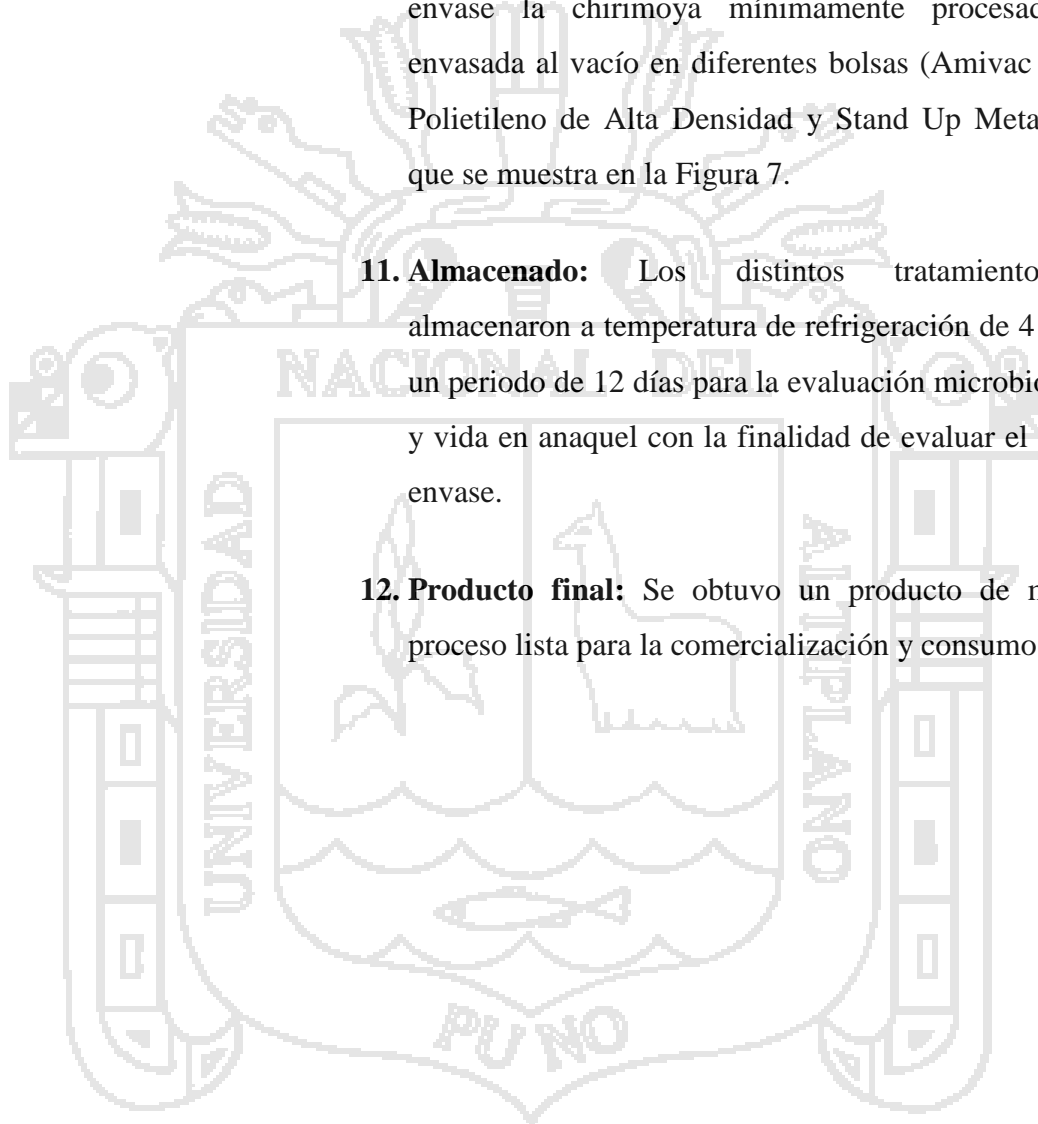 envase la chirimoya mínimamente procesad
envasada al vacío en diferentes bolsas (Amivac
Polietileno de Alta Densidad y Stand Up Meta
que se muestra en la Figura 7.
11. Almacenado: Los distintos tratamiento
almacenaron a temperatura de refrigeración de 4
un periodo de 12 días para la evaluación microbi
y vida en anaquel con la finalidad de evaluar el
envase.
12. Producto final: Se obtuvo un producto de
proceso lista para la comercialización y consumo
NACIONAL DEL
UNIVERSIDAD
ALTIPLANO
PUNO